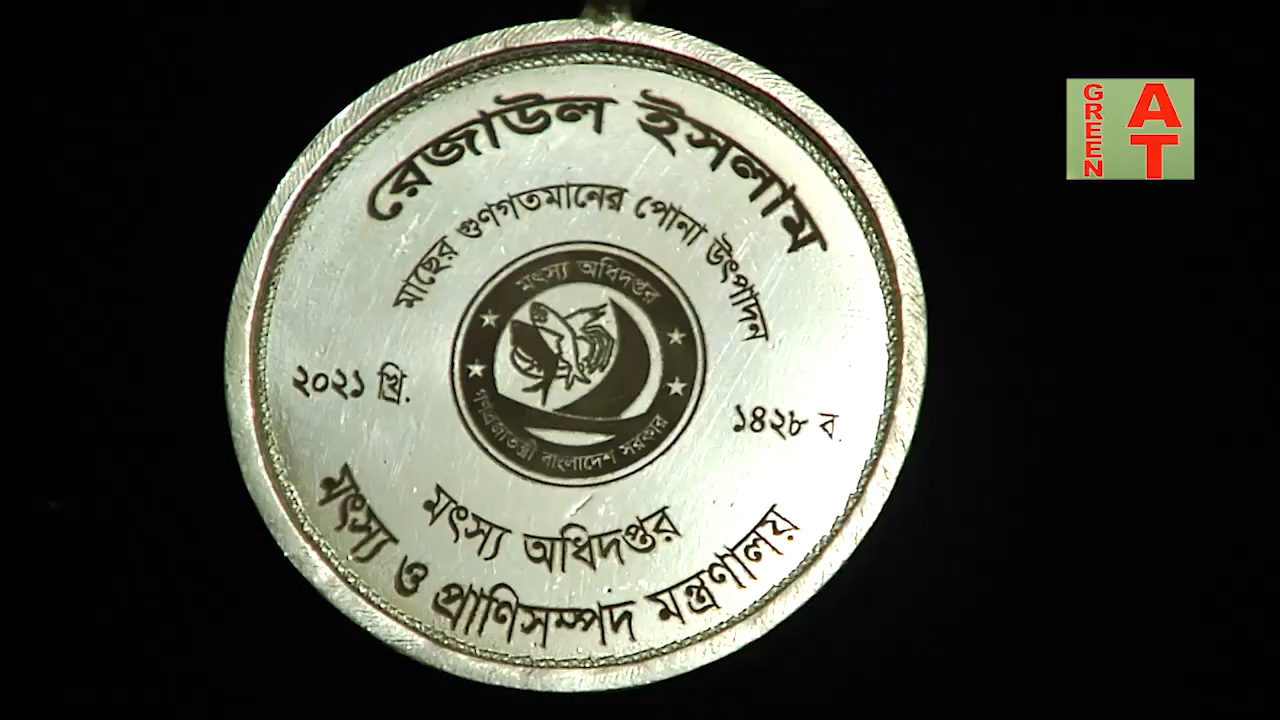 রেজাউল ইসলাম
মাছের গুণগতমানের পোনা উৎপাদন
মৎস্য অধিদপ্তর
গণপ্রজাতন্ত্রী বাংলাদেশ সরকার
২০২১ খ্রি.
১৪২৮ ব.
মৎস্য অধিদপ্তর
মৎস্য ও প্রাণিসম্পদ মন্ত্রণালয়
GREEN
AT